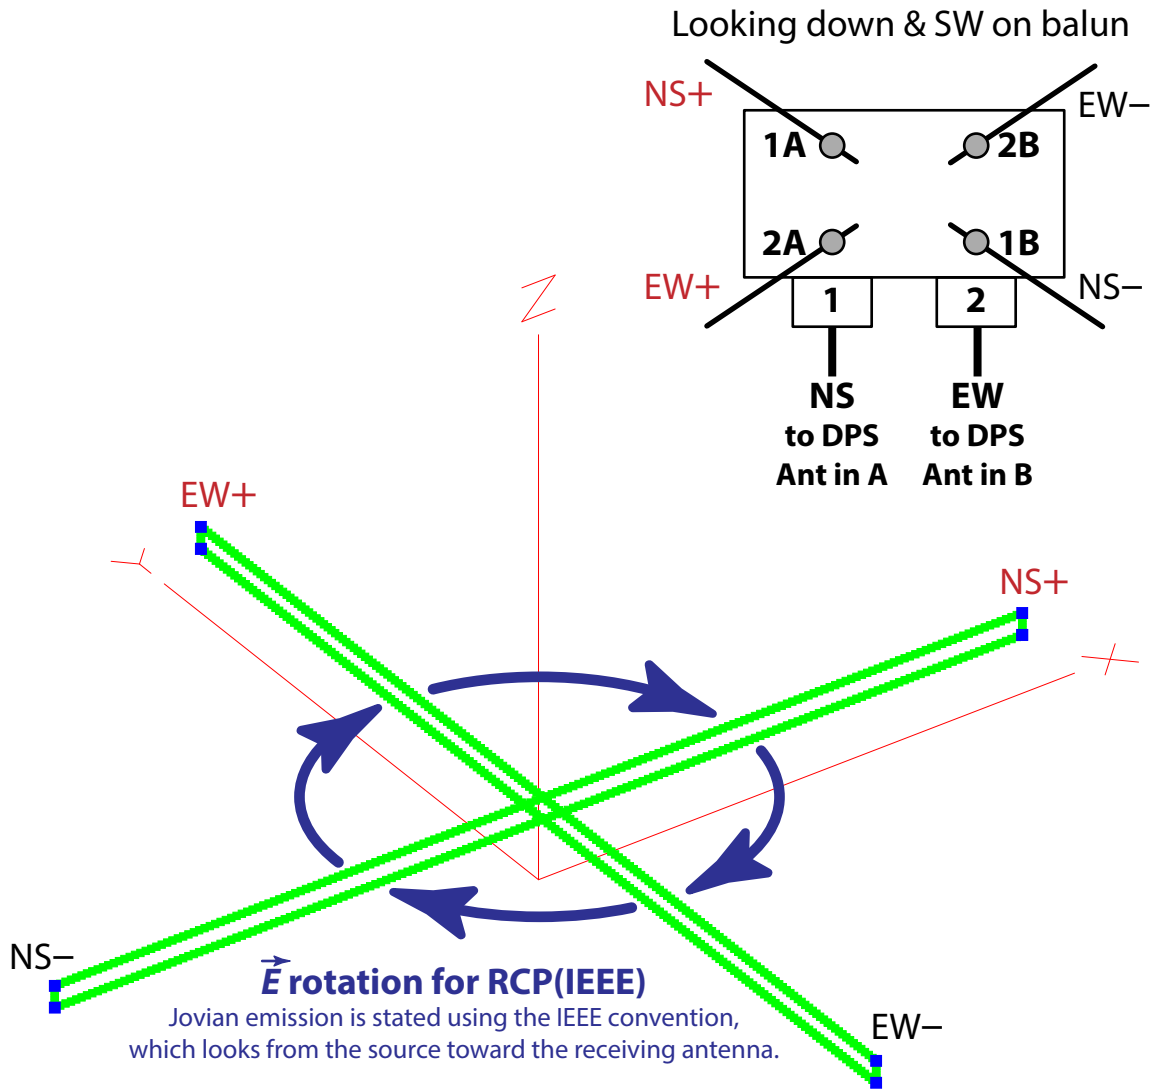 Looking down & SW on balun
NS+
EW−
1A
2B
2A
1B
EW+
NS−
1
2
NS
to DPS
Ant in A
EW
to DPS
Ant in B
Z
EW+
Y
NS+
X
NS−
E rotation for RCP(IEEE)
Jovian emission is stated using the IEEE convention,
which looks from the source toward the receiving antenna.
EW−